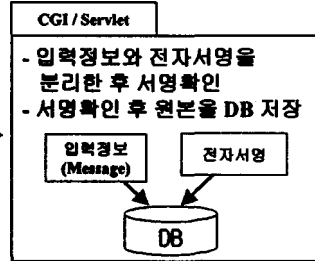 CGI / Servlet
- 입력정보와 전자서명을
분리한 후 서명확인
- 서명확인 후 원본을 DB 저장
입력정보
(Message)
전자서명
DB